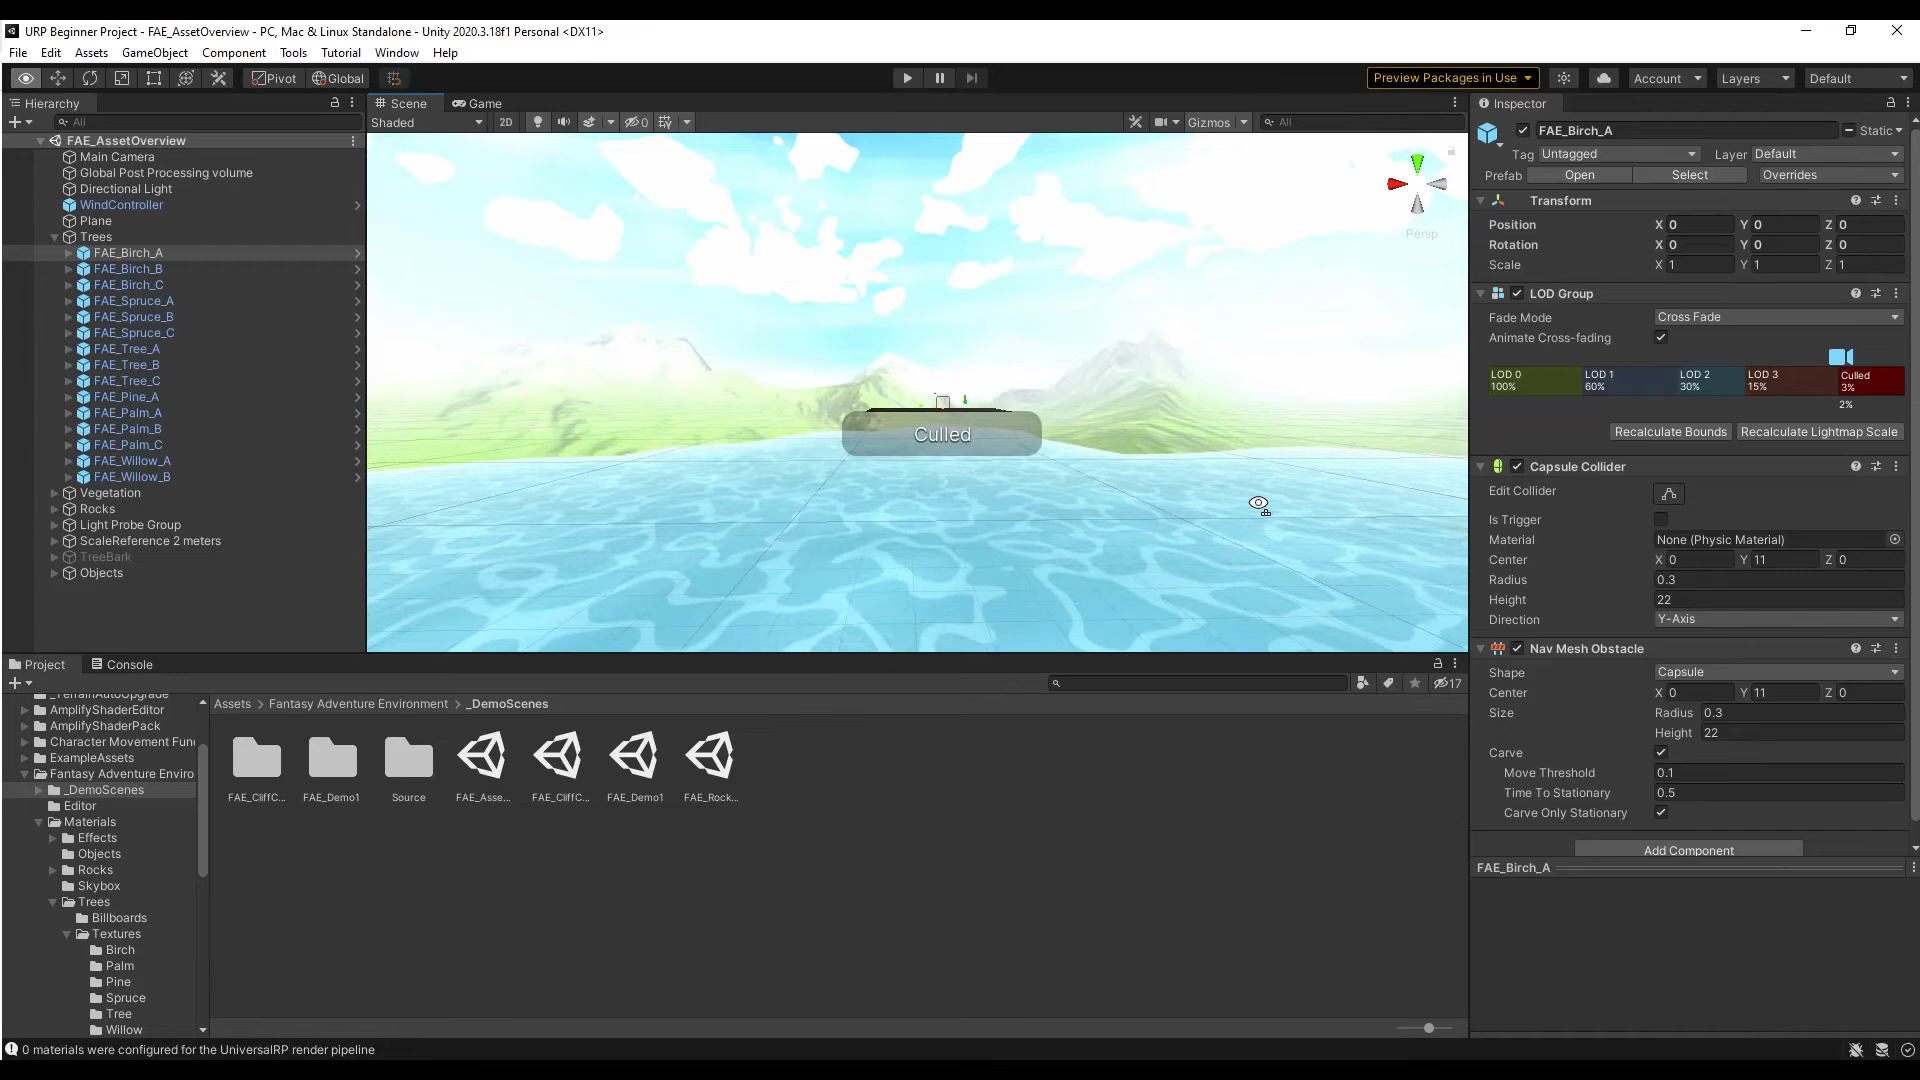 URP Beginner Project - FAE_AssetOverview - PC, Mac & Linux Standalone - Unity 2020.3.18f1 Personal <DX11>
File Edit Assets GameObject Component Tools Tutorial Window Help
Pivot Global Preview Packages in Use Account Layers Default
Hierarchy
All
FAE_AssetOverview
Main Camera
Global Post Processing volume
Directional Light
WindController
Plane
Trees
FAE_Birch_A
FAE_Birch_B
FAE_Birch_C
FAE_Spruce_A
FAE_Spruce_B
FAE_Spruce_C
FAE_Tree_A
FAE_Tree_B
FAE_Tree_C
FAE_Pine_A
FAE_Palm_A
FAE_Palm_B
FAE_Palm_C
FAE_Willow_A
FAE_Willow_B
Vegetation
Rocks
Light Probe Group
ScaleReference 2 meters
TreeBark
Objects
Scene Game
Shaded 2D 0 Gizmos All
Persp
Culled
Inspector
FAE_Birch_A Static
Tag Untagged Layer Default
Prefab Open Select Overrides
Transform
Position X 0 Y 0 Z 0
Rotation X 0 Y 0 Z 0
Scale X 1 Y 1 Z 1
LOD Group
Fade Mode Cross Fade
Animate Cross-fading
LOD 0 LOD 1 LOD 2 LOD 3 Culled
100% 60% 30% 15% 3%
2%
Recalculate Bounds Recalculate Lightmap Scale
Capsule Collider
Edit Collider
Is Trigger
Material None (Physic Material)
Center X 0 Y 11 Z 0
Radius 0.3
Height 22
Direction Y-Axis
Nav Mesh Obstacle
Shape Capsule
Center X 0 Y 11 Z 0
Size Radius 0.3
Height 22
Carve
Move Threshold 0.1
Time To Stationary 0.5
Carve Only Stationary
Add Component
FAE_Birch_A
Project Console
17
_TerrainAutoUpgrade
AmplifyShaderEditor
AmplifyShaderPack
Character Movement Fun
ExampleAssets
Fantasy Adventure Enviro
_DemoScenes
Editor
Materials
Effects
Objects
Rocks
Skybox
Trees
Billboards
Textures
Birch
Palm
Pine
Spruce
Tree
Willow
Assets > Fantasy Adventure Environment > _DemoScenes
FAE_CliffC... FAE_Demo1 Source FAE_Asse... FAE_CliffC... FAE_Demo1 FAE_Rock...
0 materials were configured for the UniversalRP render pipeline